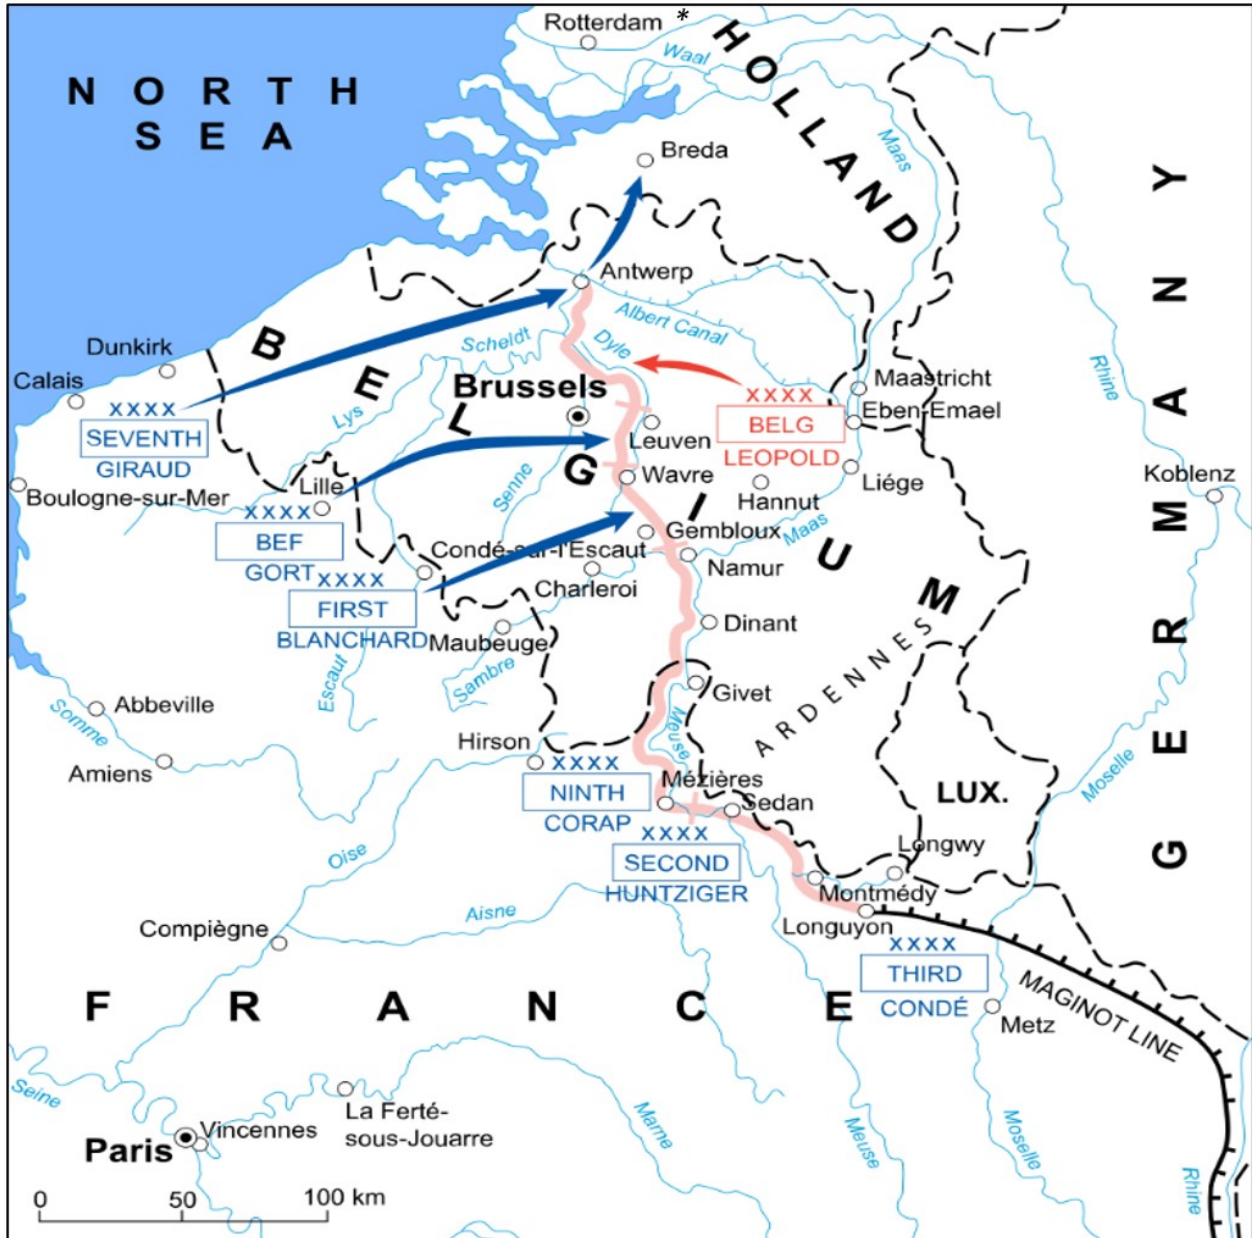 Rotterdam *
HOLLAND
Waal
NORTH
SEA
Maas
Breda
GERMANY
Antwerp
Albert Canal
BELGIUM
Scheldt
Dyle
Dunkirk
Calais
Rhine
Maastricht
XXXX
SEVENTH
GIRAUD
Lys
Brussels
XXXX
BELG
LEOPOLD
Eben-Emael
Leuven
Wavre
Hannut
Liége
Koblenz
Boulogne-sur-Mer
Lille
Senne
XXXX
BEF
GORT
Gembloux
Maas
Condé-sur-l'Escaut
Namur
XXXX
FIRST
BLANCHARD
Charleroi
Maubeuge
Dinant
ARDENNES
Escaut
Sambre
Givet
Abbeville
Somme
Meuse
Hirson
Amiens
XXXX
NINTH
CORAP
Mézières
Sedan
LUX.
Moselle
XXXX
SECOND
HUNTZIGER
Longwy
Oise
Montmédy
Aisne
Longuyon
Compiègne
XXXX
THIRD
CONDÉ
MAGINOT LINE
FRANCE
Metz
Seine
La Ferté-
sous-Jouarre
Vincennes
Paris
Marne
Meuse
Moselle
Rhine
0 50 100 km